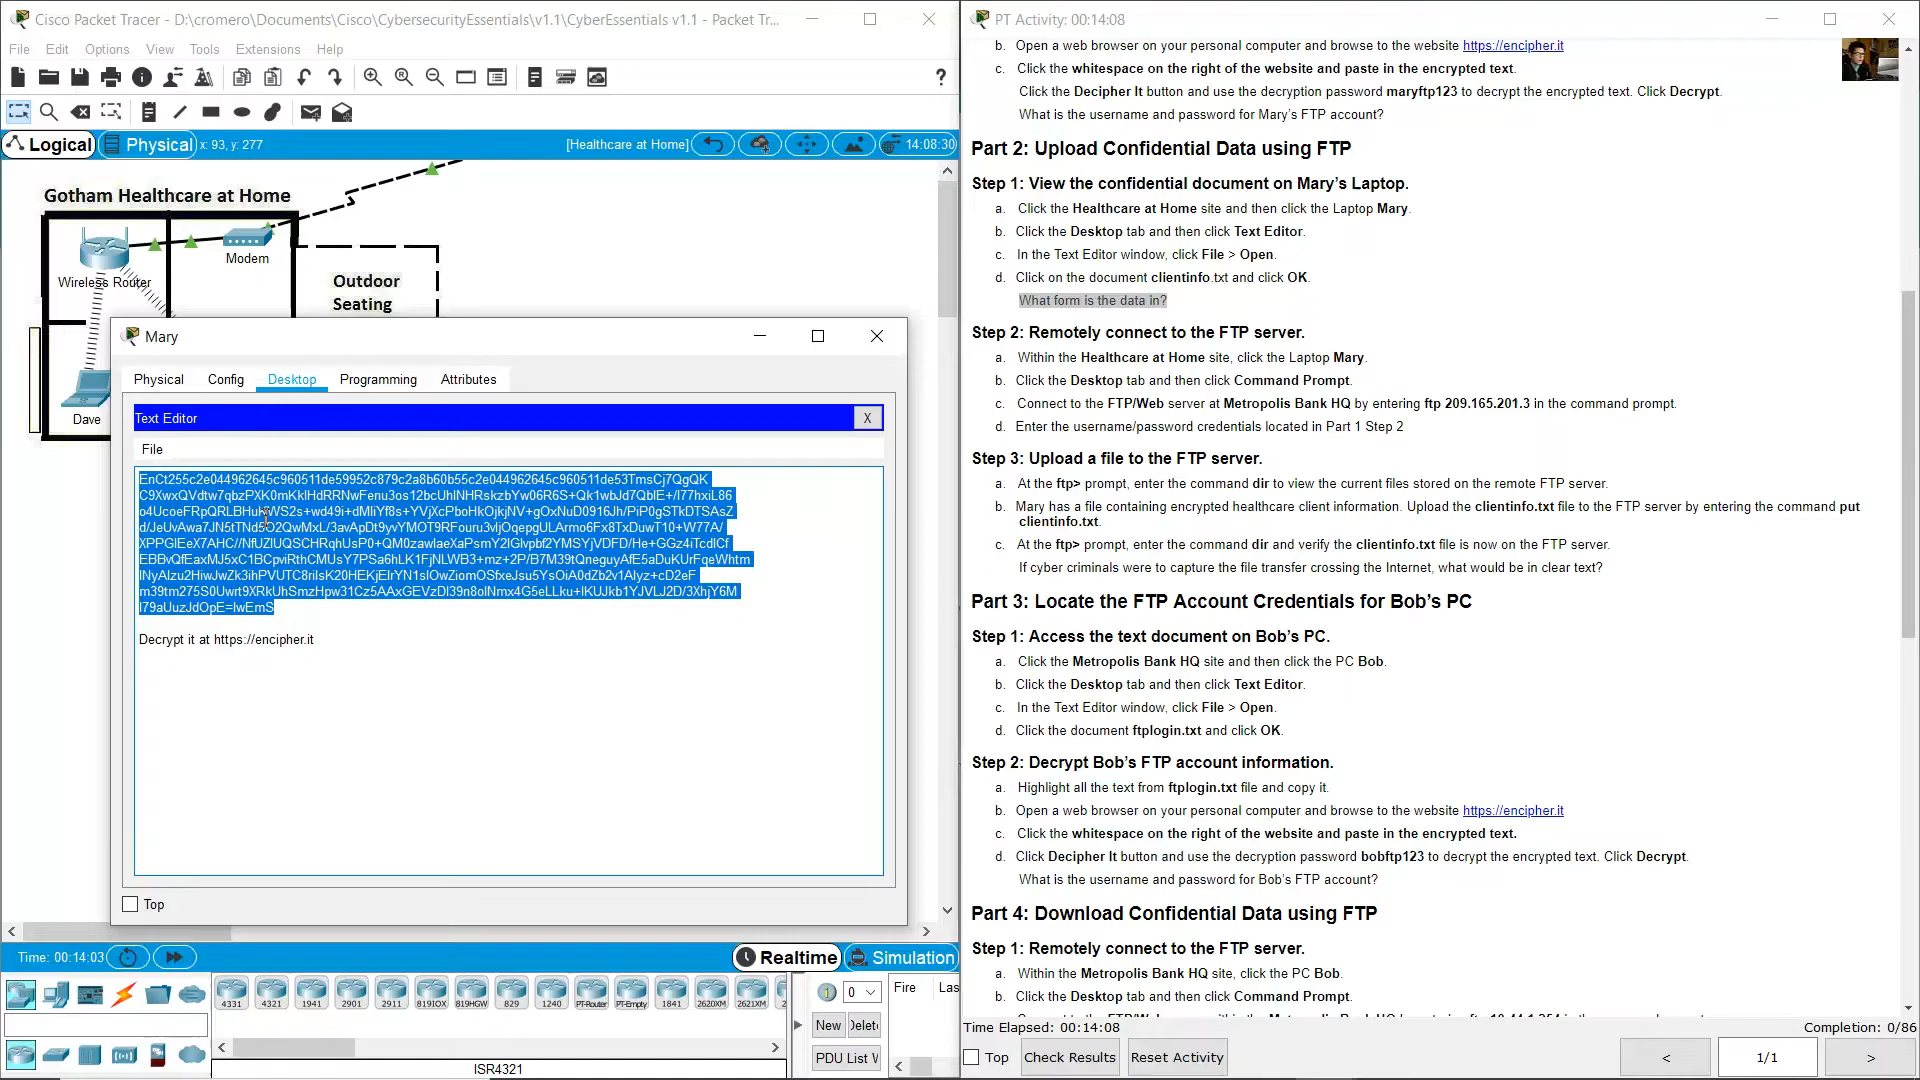 Cisco Packet Tracer - D:\cromero\Documents\Cisco\CybersecurityEssentials\v1.1\CyberEssentials v1.1 - Packet Tr...
File Edit Options View Tools Extensions Help
Logical
Physical x: 93, y: 277
[Healthcare at Home]
14:08:30
Gotham Healthcare at Home
Modem
Wireless Router
Outdoor
Seating
Dave
Mary
Physical Config Desktop Programming Attributes
Text Editor
X
File
Decrypt it at https://encipher.it
Top
Time: 00:14:03
Realtime
Simulation
4331 4321 1941 2901 2911 819IOX 819HGW 829 1240 PT-Router PT-Empty 1841 2620XM 2621XM
0
Fire Las
New
PDU List W
ISR4321
PT Activity: 00:14:08
b. Open a web browser on your personal computer and browse to the website https://encipher.it
c. Click the whitespace on the right of the website and paste in the encrypted text.
Click the Decipher It button and use the decryption password maryftp123 to decrypt the encrypted text. Click Decrypt.
What is the username and password for Mary's FTP account?
Part 2: Upload Confidential Data using FTP
Step 1: View the confidential document on Mary's Laptop.
a. Click the Healthcare at Home site and then click the Laptop Mary.
b. Click the Desktop tab and then click Text Editor.
c. In the Text Editor window, click File > Open.
d. Click on the document clientinfo.txt and click OK.
What form is the data in?
Step 2: Remotely connect to the FTP server.
a. Within the Healthcare at Home site, click the Laptop Mary.
b. Click the Desktop tab and then click Command Prompt.
c. Connect to the FTP/Web server at Metropolis Bank HQ by entering ftp 209.165.201.3 in the command prompt.
d. Enter the username/password credentials located in Part 1 Step 2
Step 3: Upload a file to the FTP server.
a. At the ftp> prompt, enter the command dir to view the current files stored on the remote FTP server.
b. Mary has a file containing encrypted healthcare client information. Upload the clientinfo.txt file to the FTP server by entering the command put
clientinfo.txt.
c. At the ftp> prompt, enter the command dir and verify the clientinfo.txt file is now on the FTP server.
If cyber criminals were to capture the file transfer crossing the Internet, what would be in clear text?
Part 3: Locate the FTP Account Credentials for Bob's PC
Step 1: Access the text document on Bob's PC.
a. Click the Metropolis Bank HQ site and then click the PC Bob.
b. Click the Desktop tab and then click Text Editor.
c. In the Text Editor window, click File > Open.
d. Click the document ftplogin.txt and click OK.
Step 2: Decrypt Bob's FTP account information.
a. Highlight all the text from ftplogin.txt file and copy it.
b. Open a web browser on your personal computer and browse to the website https://encipher.it
c. Click the whitespace on the right of the website and paste in the encrypted text.
d. Click Decipher It button and use the decryption password bobftp123 to decrypt the encrypted text. Click Decrypt.
What is the username and password for Bob's FTP account?
Part 4: Download Confidential Data using FTP
Step 1: Remotely connect to the FTP server.
a. Within the Metropolis Bank HQ site, click the PC Bob.
b. Click the Desktop tab and then click Command Prompt.
Time Elapsed: 00:14:08
Completion: 0/86
Top
Check Results
Reset Activity
<
1/1
>